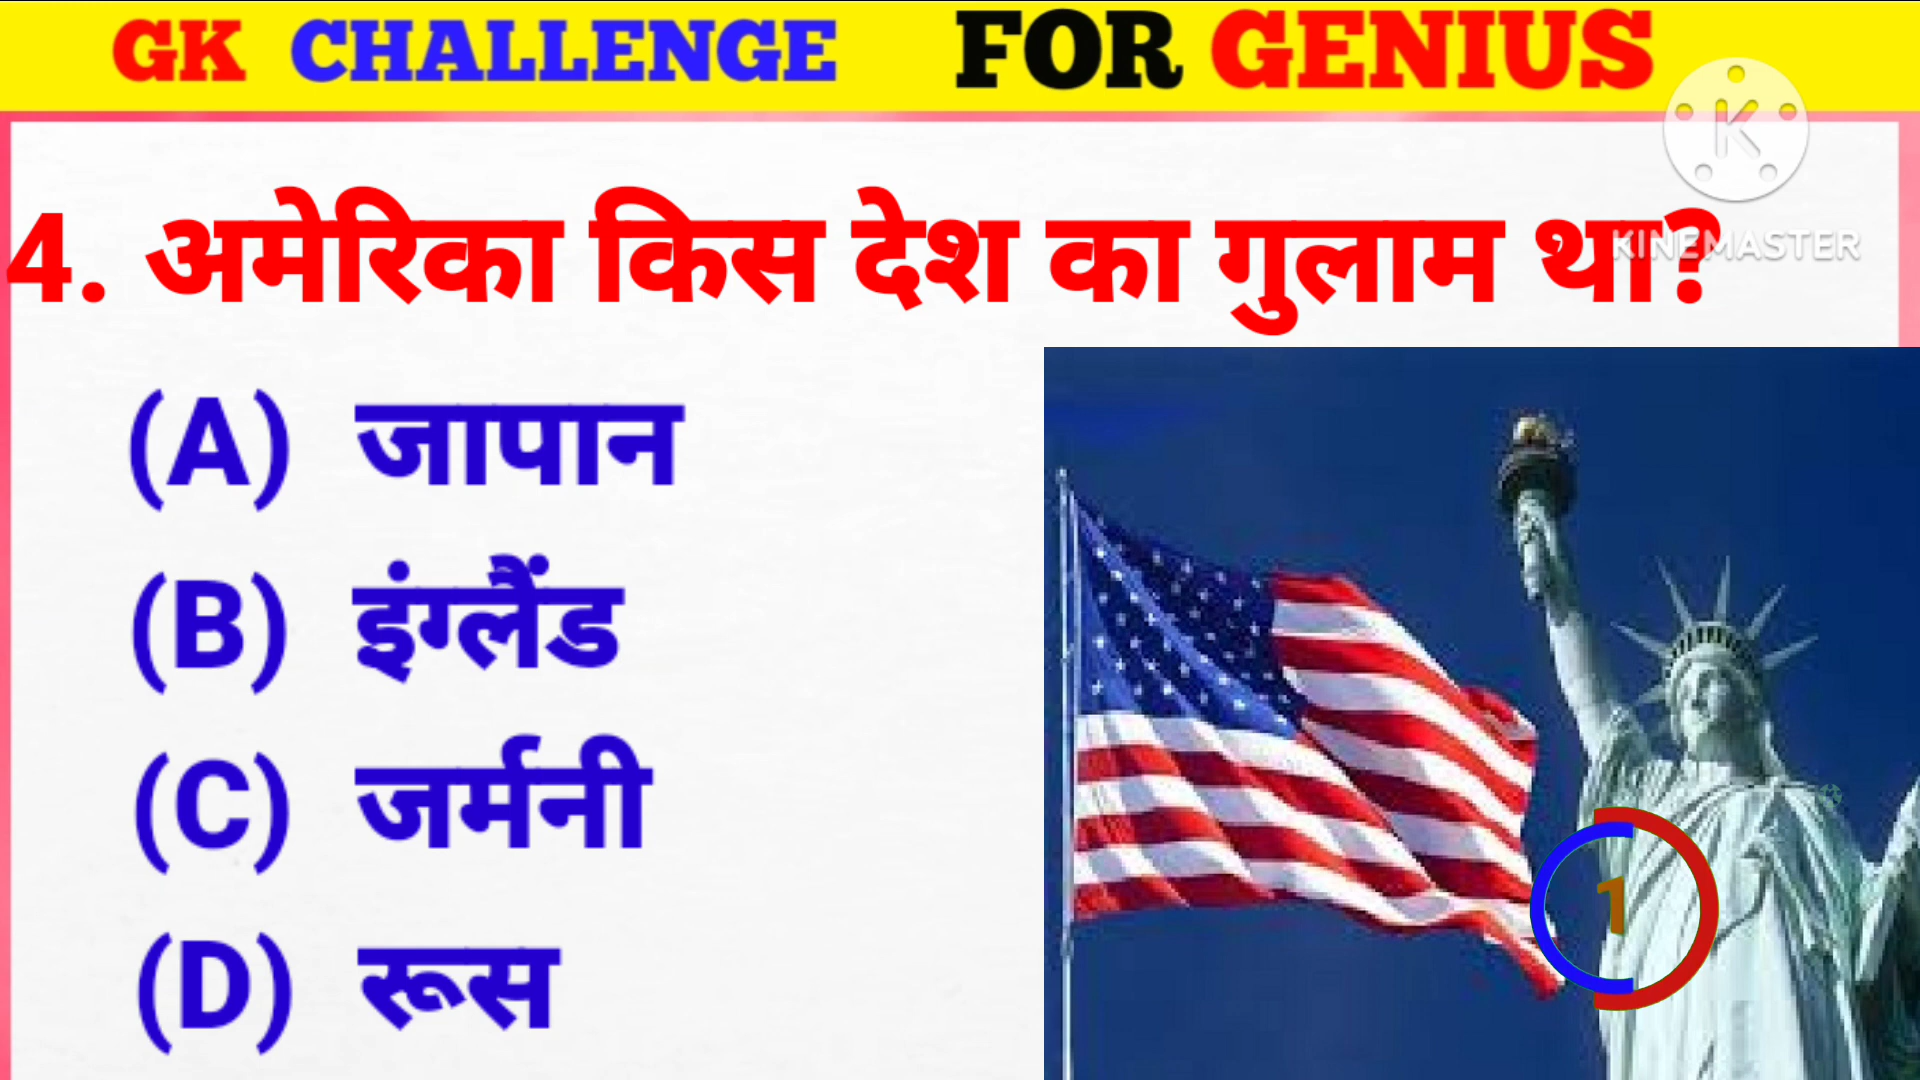 GK CHALLENGE FOR GENIUS
K
KINEMASTER
4. अमेरिका किस देश का गुलाम था?
(A) जापान
(B) इंग्लैंड
(C) जर्मनी
(D) रूस
1